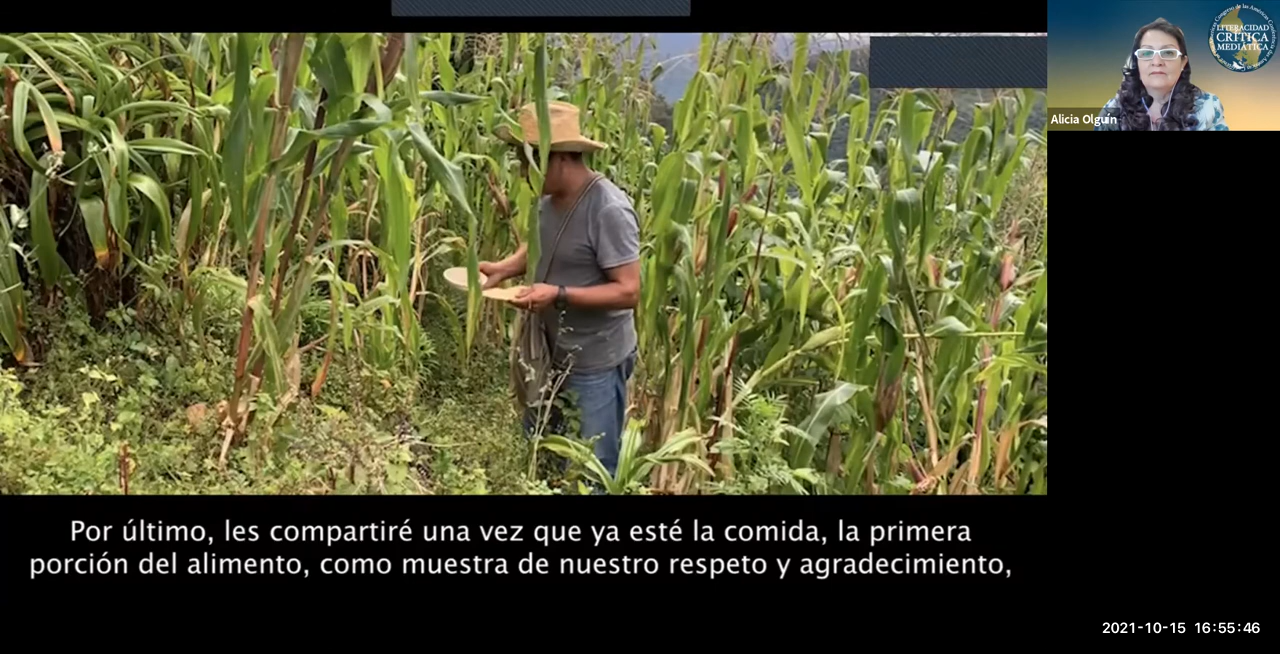 LITERACIDAD
CRÍTICA
MEDIÁTICA
Alicia Olguín
Por último, les compartiré una vez que ya esté la comida, la primera
porción del alimento, como muestra de nuestro respeto y agradecimiento,
2021-10-15 16:55:46